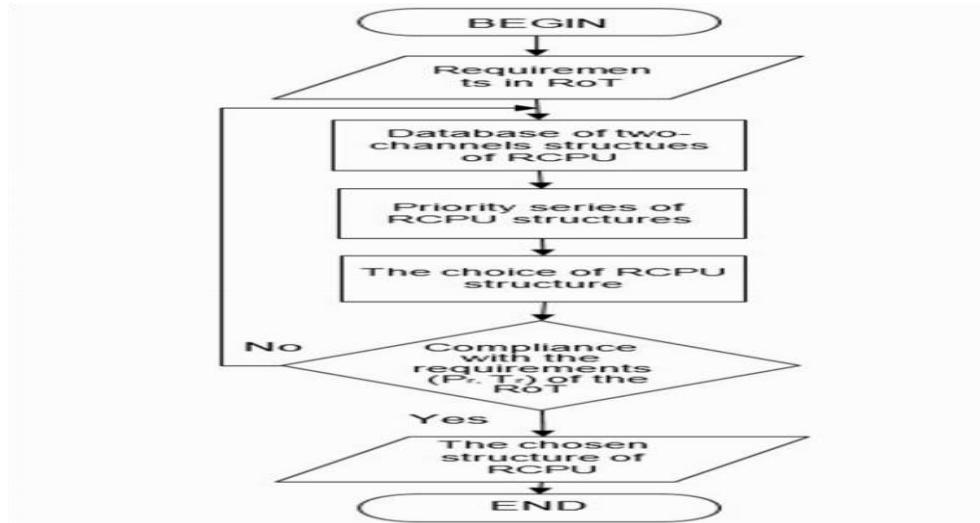 BEGIN
Requiremen
ts in RoT
Database of two-
channels structues
of RCPU
Priority series of
RCPU structures
The choice of RCPU
structure
No
Compliance
with the
requirements
(Pr, Tr) of the
RoT
Yes
The chosen
structure of
RCPU
END